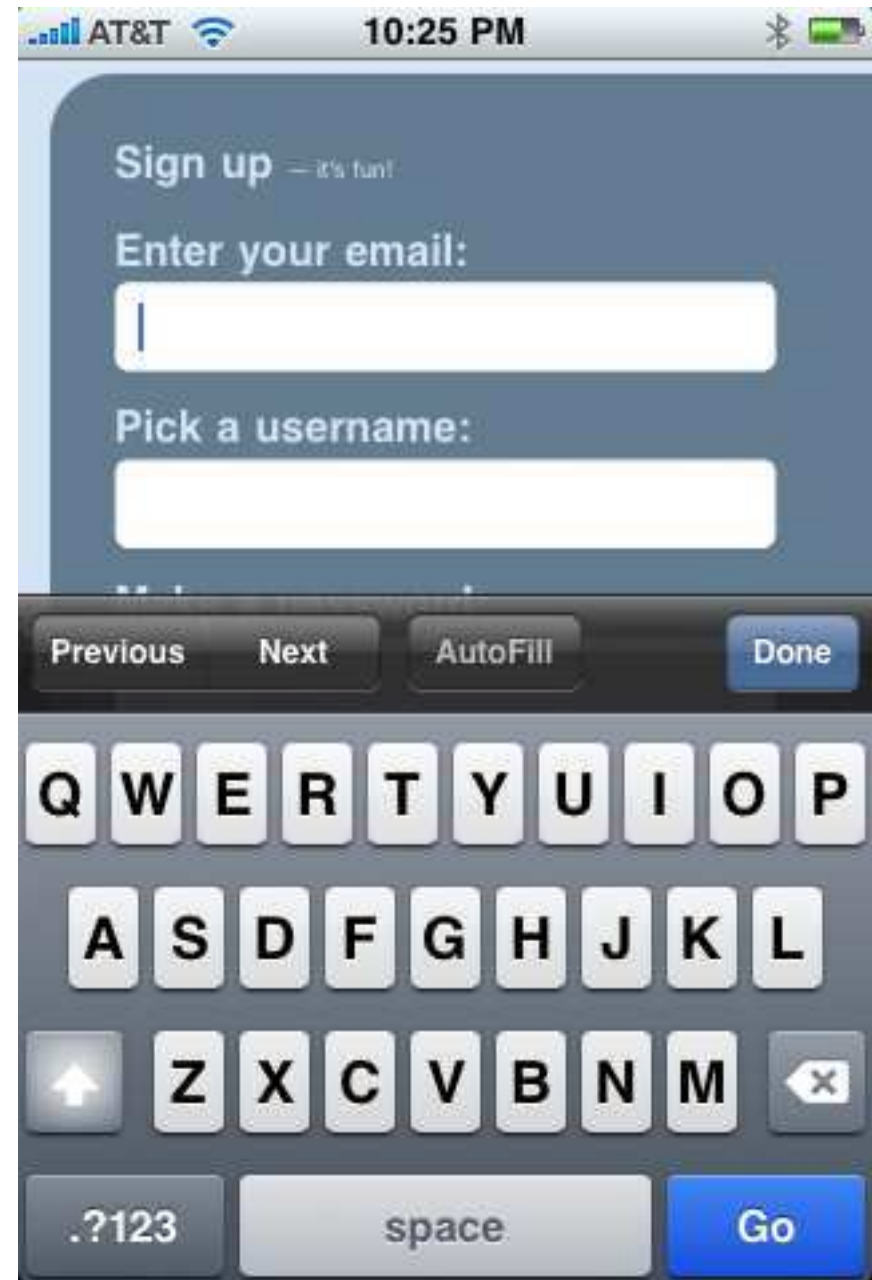 AT&T 10:25 PM
Sign up – it's fun!
Enter your email:
Pick a username:
Previous Next AutoFill Done
Q W E R T Y U I O P
A S D F G H J K L
Z X C V B N M
.?123 space Go